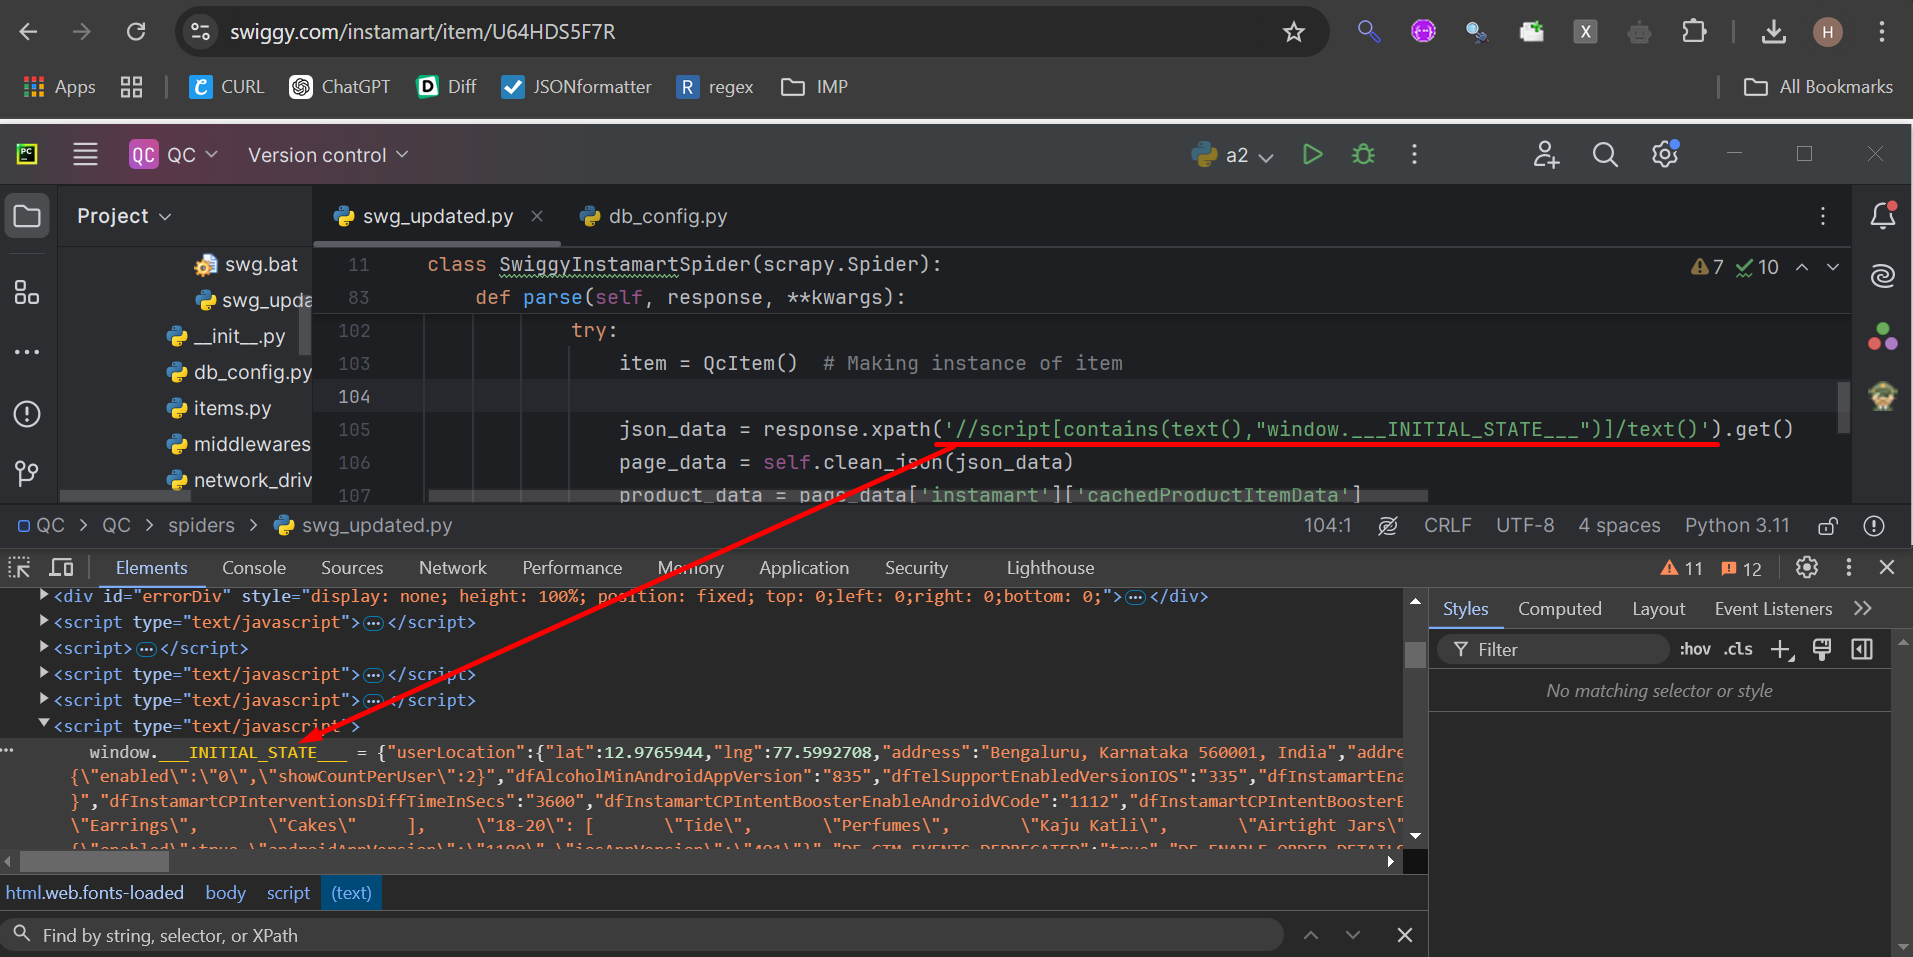 swiggy.com/instamart/item/U64HDS5F7R
X
H
Apps
C CURL
ChatGPT
D Diff
JSONformatter
R regex
IMP
All Bookmarks
PC
QC QC
Version control
a2
Project
swg_updated.py
db_config.py
swg.bat
swg_upda
__init__.py
db_config.py
items.py
middlewares
network_driv
11 class SwiggyInstamartSpider(scrapy.Spider):
7 10
83 def parse(self, response, **kwargs):
102 try:
103 item = QcItem() # Making instance of item
104
105 json_data = response.xpath('//script[contains(text(),"window.___INITIAL_STATE___")]/text()').get()
106 page_data = self.clean_json(json_data)
107 product_data = page_data['instamart']['cachedProductItemData']
QC > QC > spiders > swg_updated.py
104:1 CRLF UTF-8 4 spaces Python 3.11
Elements Console Sources Network Performance Memory Application Security Lighthouse
11 12
<div id="errorDiv" style="display: none; height: 100%; position: fixed; top: 0;left: 0;right: 0;bottom: 0;">…</div>
<script type="text/javascript">…</script>
<script>…</script>
<script type="text/javascript">…</script>
<script type="text/javascript">…</script>
<script type="text/javascript">
window.___INITIAL_STATE___ = {"userLocation":{"lat":12.9765944,"lng":77.5992708,"address":"Bengaluru, Karnataka 560001, India","addre
{\"enabled\":\"0\",\"showCountPerUser\":2}","dfAlcoholMinAndroidAppVersion":"835","dfTelSupportEnabledVersionIOS":"335","dfInstamartEna
}","dfInstamartCPInterventionsDiffTimeInSecs":"3600","dfInstamartCPIntentBoosterEnableAndroidVCode":"1112","dfInstamartCPIntentBoosterE
\"Earrings\", \"Cakes\" ], \"18-20\": [ \"Tide\", \"Perfumes\", \"Kaju Katli\", \"Airtight Jars\"
html.web.fonts-loaded body script (text)
Find by string, selector, or XPath
Styles Computed Layout Event Listeners
Filter
:hov .cls
No matching selector or style